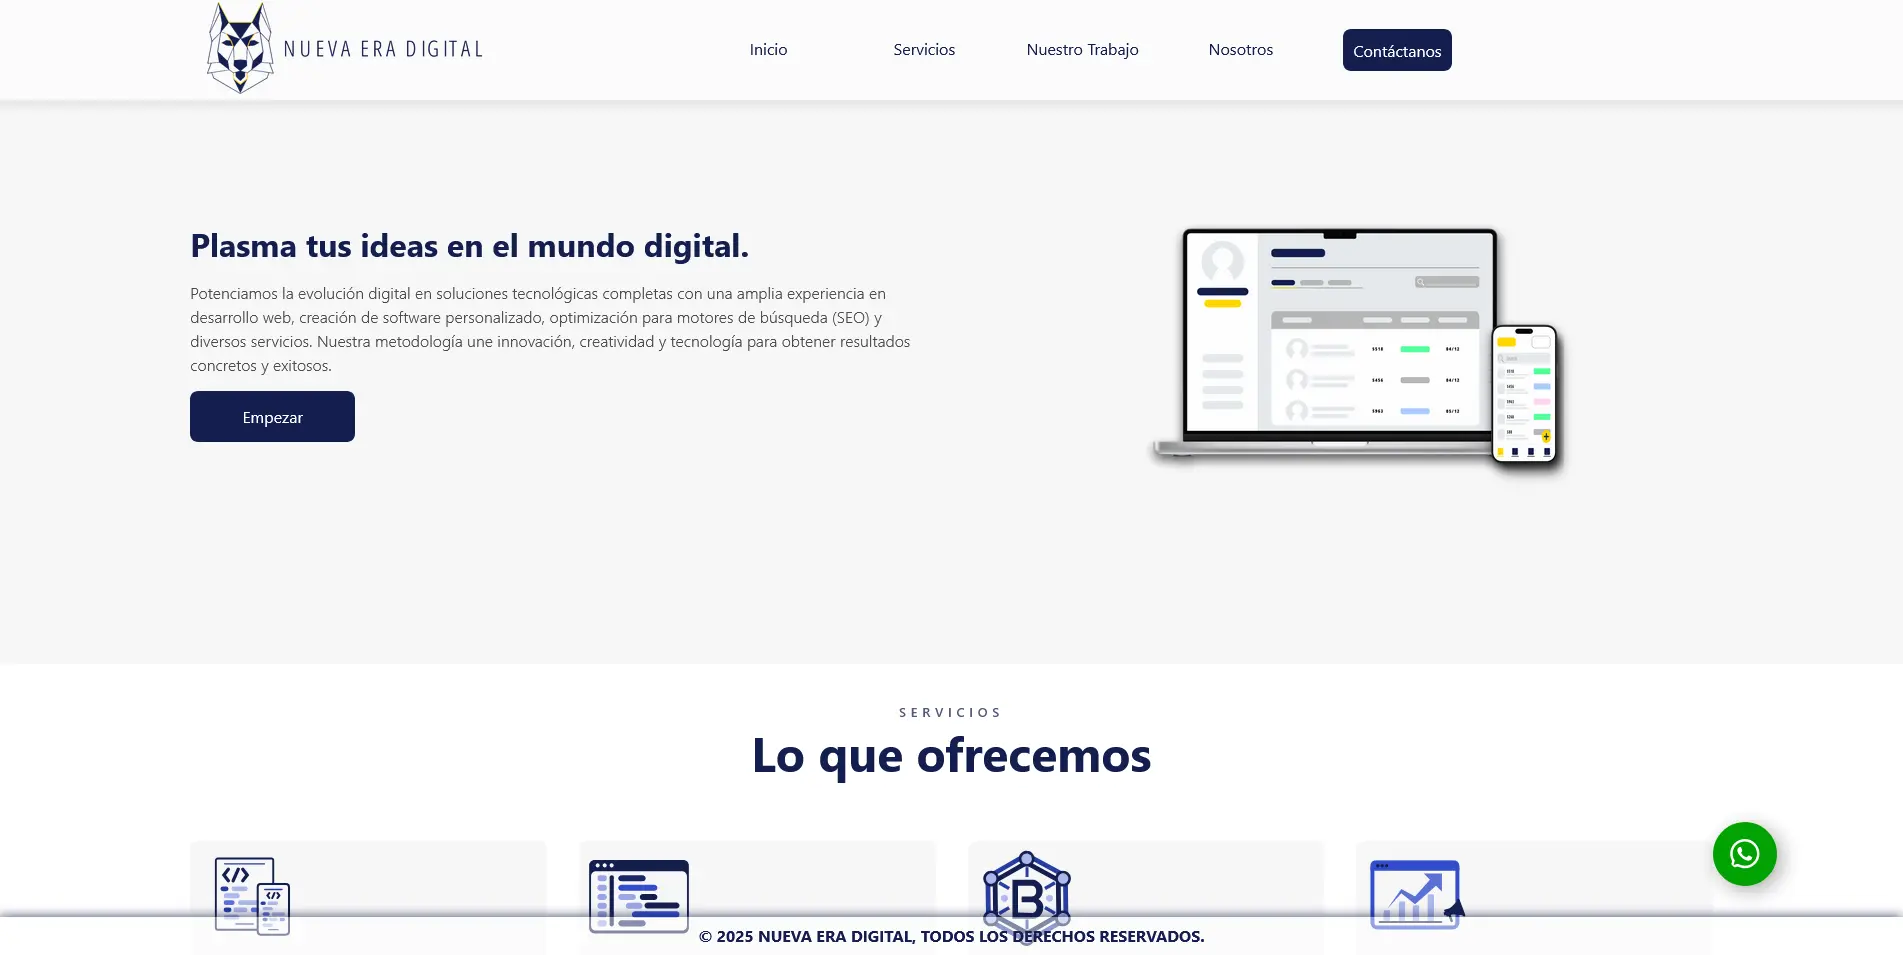 NUEVA ERA DIGITAL
Inicio
Servicios
Nuestro Trabajo
Nosotros
Contáctanos
Plasma tus ideas en el mundo digital.
Potenciamos la evolución digital en soluciones tecnológicas completas con una amplia experiencia en
desarrollo web, creación de software personalizado, optimización para motores de búsqueda (SEO) y
diversos servicios. Nuestra metodología une innovación, creatividad y tecnología para obtener resultados
concretos y exitosos.
Empezar
SERVICIOS
Lo que ofrecemos
</>
</>
B
© 2025 NUEVA ERA DIGITAL, TODOS LOS DERECHOS RESERVADOS.